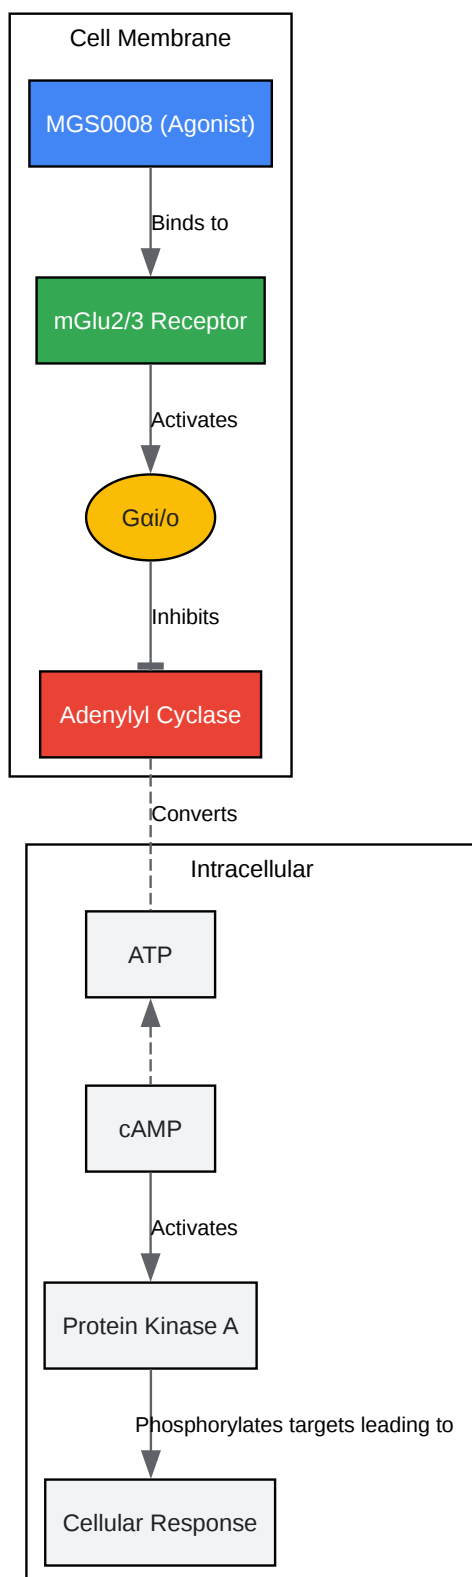 Cell Membrane
MGS0008 (Agonist)
Binds to
mGlu2/3 Receptor
Activates
Gαi/o
Inhibits
Adenylyl Cyclase
Converts
Intracellular
ATP
cAMP
Activates
Protein Kinase A
Phosphorylates targets leading to
Cellular Response